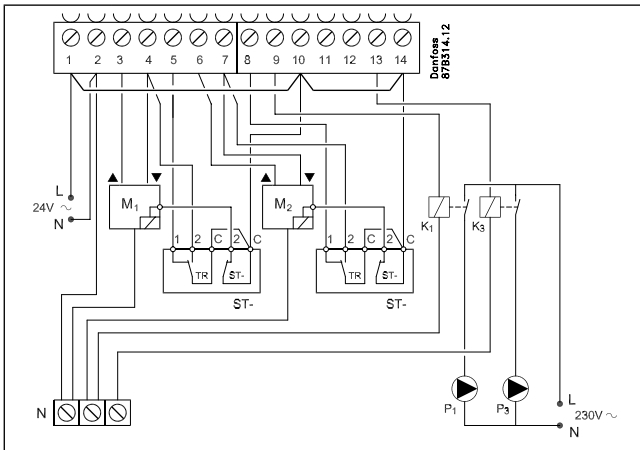 1 2 3 4 5 6 7 8 9 10 11 12 13 14
Danfoss
87B314.12
L
24V ~
N
M1
M2
K1
K3
1 2 C 2 C
TR ST-
ST-
1 2 C 2 C
TR ST-
ST-
P1
P3
L
230V ~
N
N